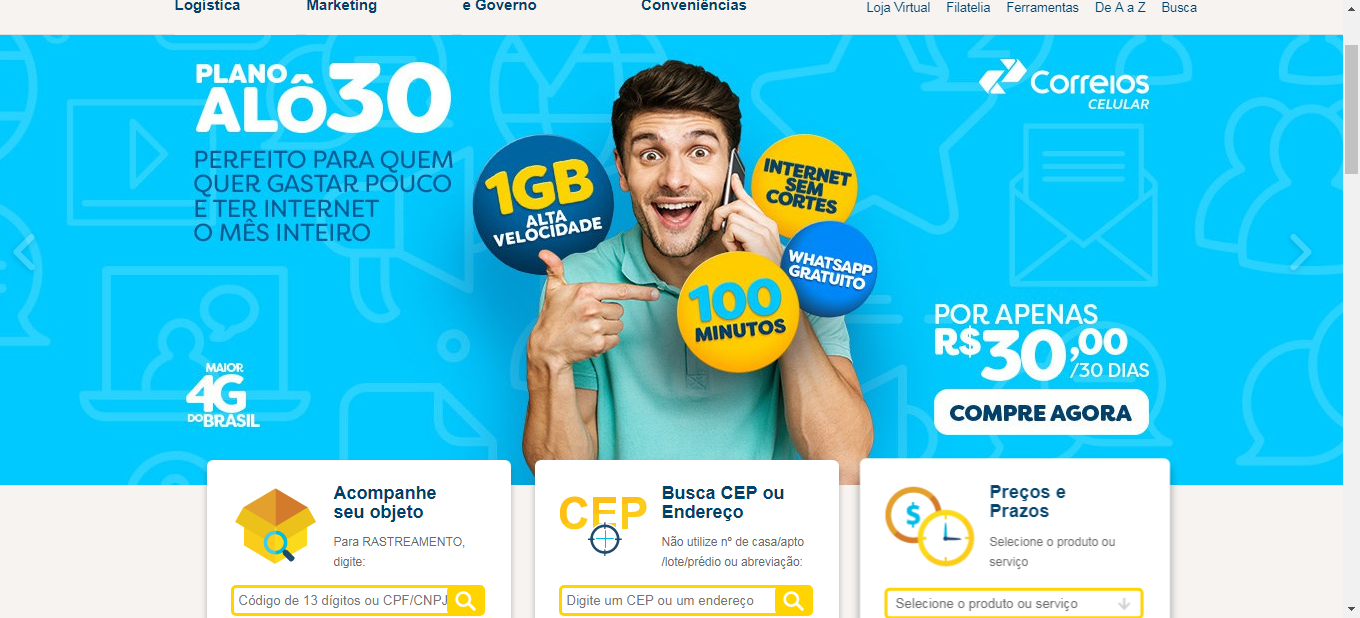 Logística
Marketing
e Governo
Conveniências
Loja Virtual Filatelia Ferramentas De A a Z Busca
PLANO
ALÔ30
PERFEITO PARA QUEM
QUER GASTAR POUCO
E TER INTERNET
O MÊS INTEIRO
MAIOR
4G
DO BRASIL
1GB
ALTA
VELOCIDADE
INTERNET
SEM
CORTES
WHATSAPP
GRATUITO
100
MINUTOS
Correios
CELULAR
POR APENAS
R$30,00
/30 DIAS
COMPRE AGORA
Acompanhe
seu objeto
Para RASTREAMENTO,
digite:
Código de 13 dígitos ou CPF/CNPJ
CEP
Busca CEP ou
Endereço
Não utilize nº de casa/apto
/lote/prédio ou abreviação:
Digite um CEP ou um endereço
$
Preços e
Prazos
Selecione o produto ou
serviço
Selecione o produto ou serviço